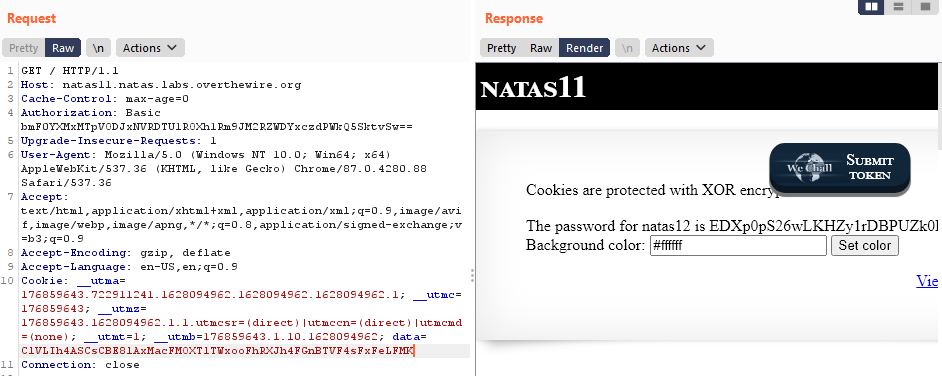 Request
Response
Pretty Raw \n Actions
Pretty Raw Render \n Actions
1 GET / HTTP/1.1
2 Host: natas11.natas.labs.overthewire.org
3 Cache-Control: max-age=0
4 Authorization: Basic
bmF0YXMxMTpVODJxNVRDTU1ROXh1Rm9JM2RZWDYxczdPWkQ5SktvSw==
5 Upgrade-Insecure-Requests: 1
6 User-Agent: Mozilla/5.0 (Windows NT 10.0; Win64; x64)
AppleWebKit/537.36 (KHTML, like Gecko) Chrome/87.0.4280.88
Safari/537.36
7 Accept:
text/html,application/xhtml+xml,application/xml;q=0.9,image/avi
f,image/webp,image/apng,*/*;q=0.8,application/signed-exchange;v
=b3;q=0.9
8 Accept-Encoding: gzip, deflate
9 Accept-Language: en-US,en;q=0.9
10 Cookie: __utma=
176859643.722911241.1628094962.1628094962.1628094962.1; __utmc=
176859643; __utmz=
176859643.1628094962.1.1.utmcsr=(direct)|utmccn=(direct)|utmcmd
=(none); __utmt=1; __utmb=176859643.1.10.1628094962; data=
ClVLIh4ASCsCBE8lAxMacFMOXTlTWxooFhRXJh4FGnBTVF4sFxFeLFMK
11 Connection: close
NATAS11
We Chall
SUBMIT
TOKEN
Cookies are protected with XOR encryp
The password for natas12 is EDXp0pS26wLKHZy1rDBPUZk0
Background color: #ffffff Set color
Vie